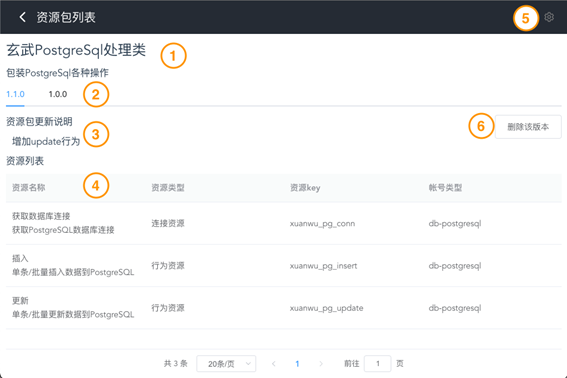 资源包列表
5
玄武PostgreSql处理类
1
包装PostgreSql各种操作
1.1.0 1.0.0
2
资源包更新说明
3
6
删除该版本
增加update行为
资源列表
4
资源名称 资源类型 资源key 帐号类型
获取数据库连接
获取PostgreSQL数据库连接
连接资源 xuanwu_pg_conn db-postgresql
插入
单条/批量插入数据到PostgreSQL
行为资源 xuanwu_pg_insert db-postgresql
更新
单条/批量更新数据到PostgreSQL
行为资源 xuanwu_pg_update db-postgresql
共 3 条 20条/页 1 前往 1 页